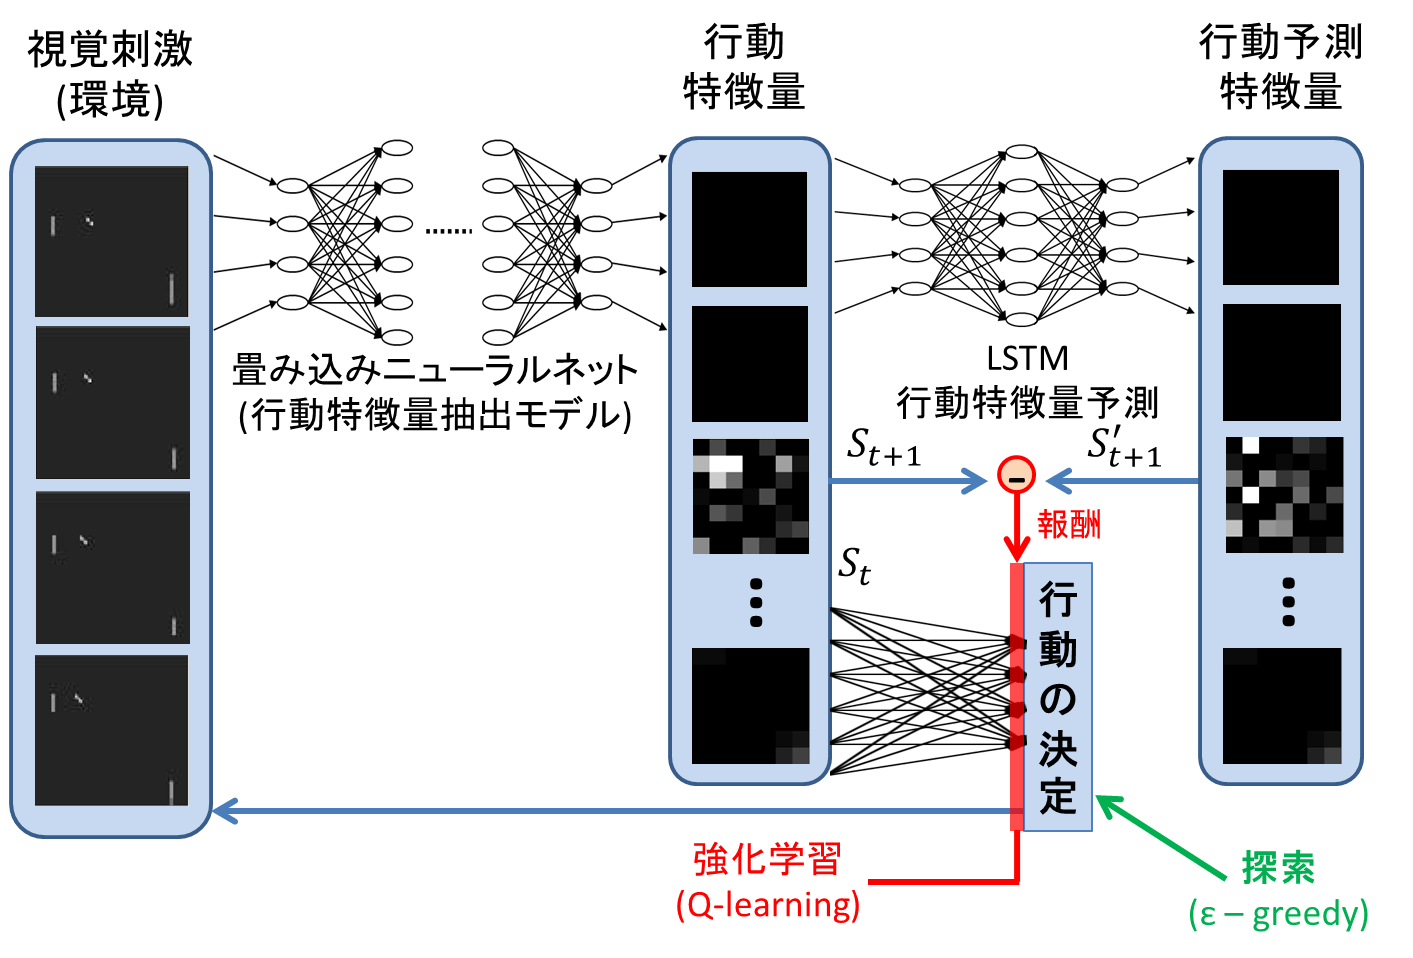 視覚刺激
(環境)
行動
特徴量
行動予測
特徴量
.......
畳み込みニューラルネット
(行動特徴量抽出モデル)
LSTM
行動特徴量予測
S_{t+1}
S'_{t+1}
-
報酬
S_t
行動の決定
強化学習
(Q-learning)
探索
(ε – greedy)